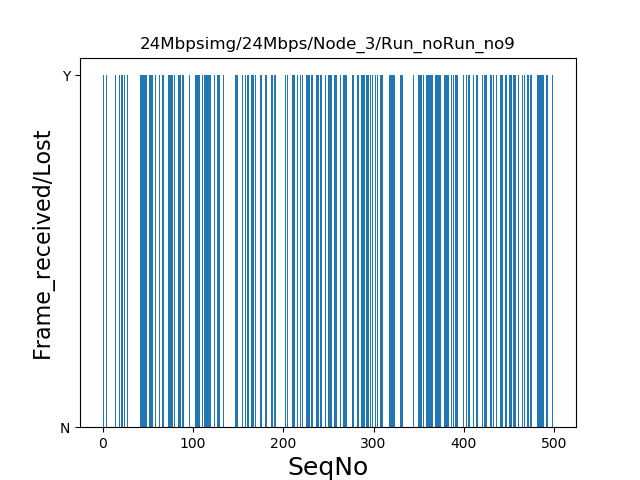 24Mbpsimg/24Mbps/Node_3/Run_noRun_no9
Y
Frame_received/Lost
N
0 100 200 300 400 500
SeqNo